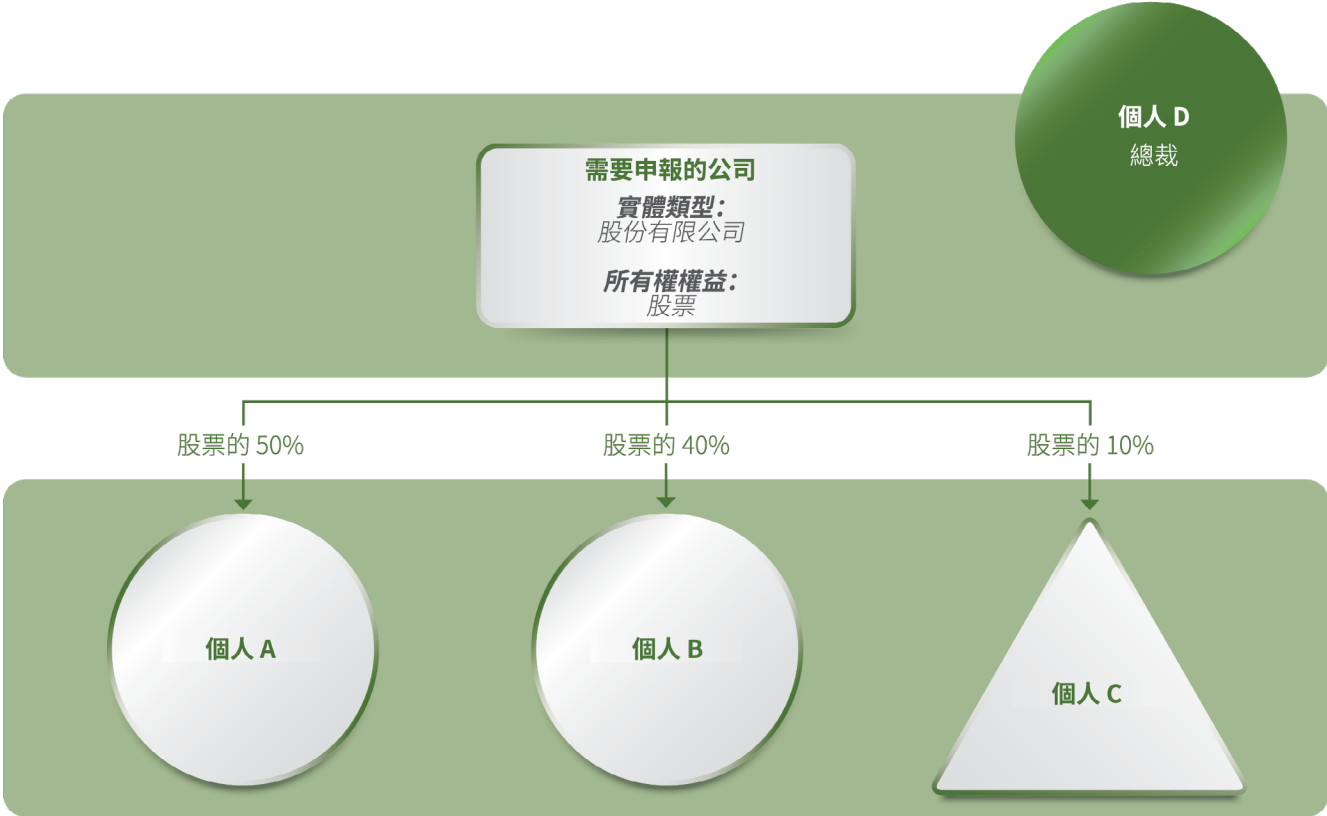 個人 D
總裁
需要申報的公司
實體類型：
股份有限公司
所有權權益：
股票
股票的 50%
股票的 40%
股票的 10%
個人 A
個人 B
個人 C